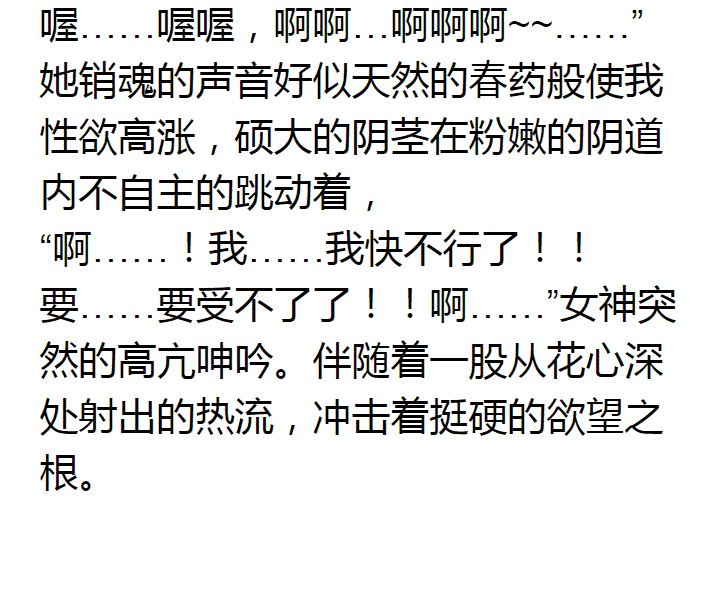 喔……喔喔，啊啊…啊啊啊~~……”
她销魂的声音好似天然的春药般使我
性欲高涨，硕大的阴茎在粉嫩的阴道
内不自主的跳动着，
“啊……！我……我快不行了！！
要……要受不了了！！啊……”女神突
然的高亢呻吟。伴随着一股从花心深
处射出的热流，冲击着挺硬的欲望之
根。